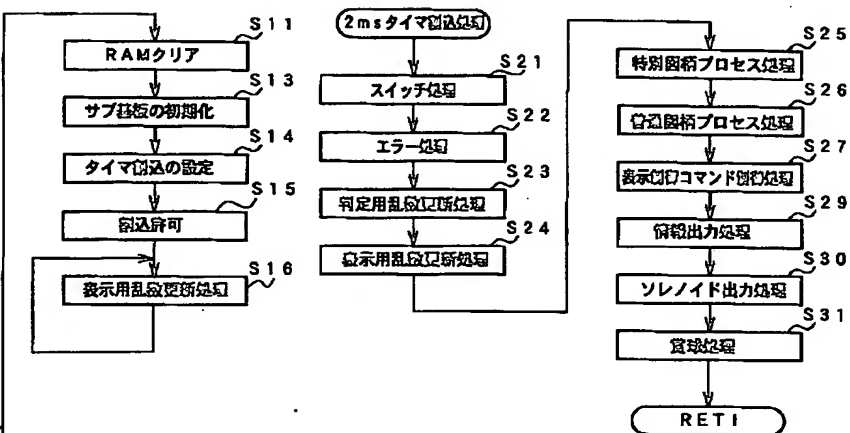 S11
RAMクリア
S13
サブ基板の初期化
S14
タイマ割込の設定
S15
割込許可
S16
表示用乱数更新処理
2msタイマ割込処理
S21
スイッチ処理
S22
エラー処理
S23
判定用乱数更新処理
S24
表示用乱数更新処理
S25
特別図柄プロセス処理
S26
普通図柄プロセス処理
S27
表示制御コマンド制御処理
S29
情報出力処理
S30
ソレノイド出力処理
S31
賞球処理
RETI